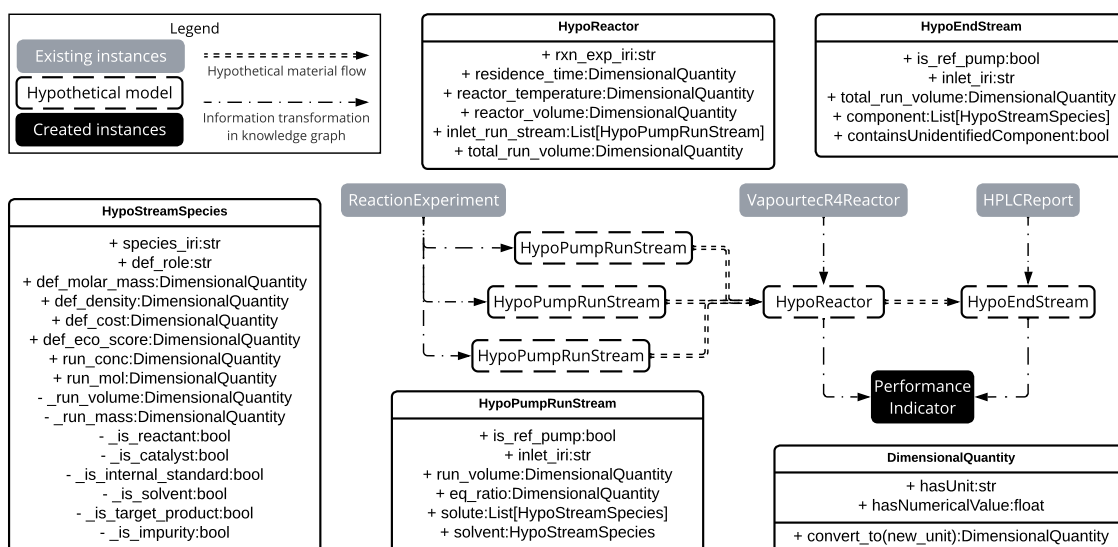 Legend
Existing instances
Hypothetical model
Created instances
Hypothetical material flow
Information transformation
in knowledge graph
HypoReactor
+ rxn_exp_iri:str
+ residence_time:DimensionalQuantity
+ reactor_temperature:DimensionalQuantity
+ reactor_volume:DimensionalQuantity
+ inlet_run_stream:List[HypoPumpRunStream]
+ total_run_volume:DimensionalQuantity
HypoEndStream
+ is_ref_pump:bool
+ inlet_iri:str
+ total_run_volume:DimensionalQuantity
+ component:List[HypoStreamSpecies]
+ containsUnidentifiedComponent:bool
HypoStreamSpecies
+ species_iri:str
+ def_role:str
+ def_molar_mass:DimensionalQuantity
+ def_density:DimensionalQuantity
+ def_cost:DimensionalQuantity
+ def_eco_score:DimensionalQuantity
+ run_conc:DimensionalQuantity
+ run_mol:DimensionalQuantity
- _run_volume:DimensionalQuantity
- _run_mass:DimensionalQuantity
- _is_reactant:bool
- _is_catalyst:bool
- _is_internal_standard:bool
- _is_solvent:bool
- _is_target_product:bool
- _is_impurity:bool
ReactionExperiment
VapourtecR4Reactor
HPLCReport
HypoPumpRunStream
HypoPumpRunStream
HypoPumpRunStream
HypoReactor
HypoEndStream
Performance
Indicator
HypoPumpRunStream
+ is_ref_pump:bool
+ inlet_iri:str
+ run_volume:DimensionalQuantity
+ eq_ratio:DimensionalQuantity
+ solute:List[HypoStreamSpecies]
+ solvent:HypoStreamSpecies
DimensionalQuantity
+ hasUnit:str
+ hasNumericalValue:float
+ convert_to(new_unit):DimensionalQuantity